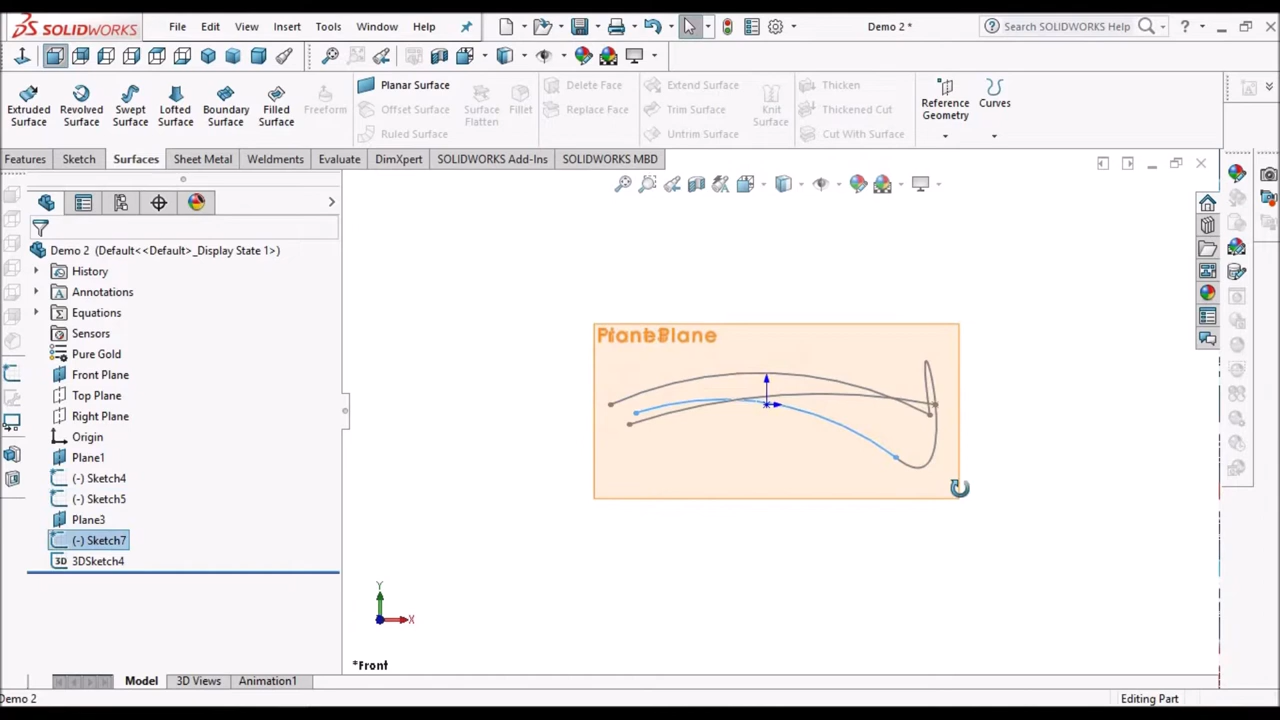 SOLIDWORKS
File Edit View Insert Tools Window Help
Demo 2 *
Search SOLIDWORKS Help
?
Extruded Surface
Revolved Surface
Swept Surface
Lofted Surface
Boundary Surface
Filled Surface
Freeform
Planar Surface
Offset Surface
Ruled Surface
Surface Flatten
Fillet
Delete Face
Replace Face
Extend Surface
Trim Surface
Untrim Surface
Knit Surface
Thicken
Thickened Cut
Cut With Surface
Reference Geometry
Curves
Features Sketch Surfaces Sheet Metal Weldments Evaluate DimXpert SOLIDWORKS Add-Ins SOLIDWORKS MBD
Demo 2 (Default<<Default>_Display State 1>)
History
Annotations
Equations
Sensors
Pure Gold
Front Plane
Top Plane
Right Plane
Origin
Plane1
(-) Sketch4
(-) Sketch5
Plane3
(-) Sketch7
3D 3DSketch4
Y
X
*Front
Model 3D Views Animation1
Demo 2
Editing Part